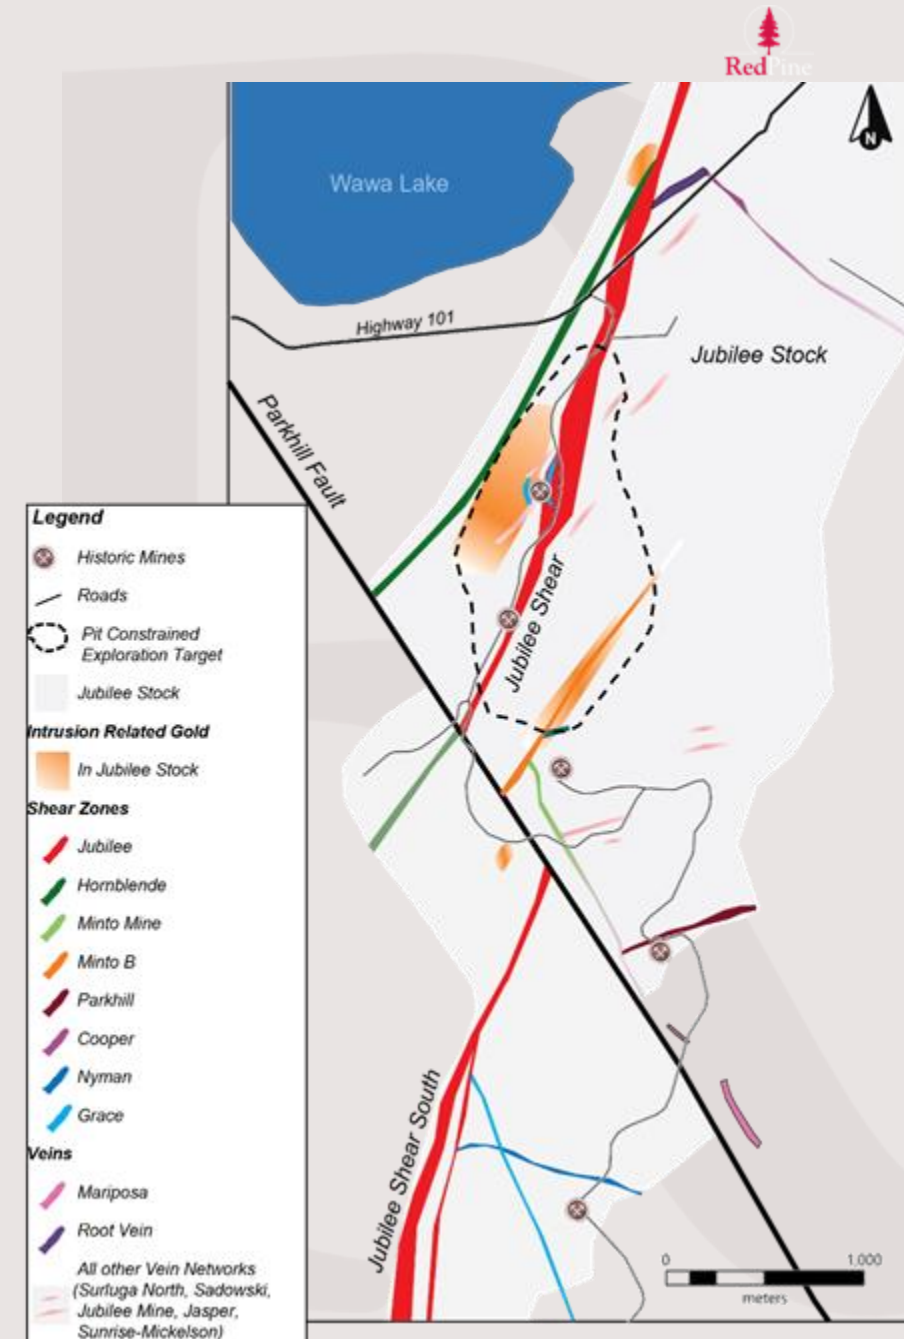 RedPine
N
Wawa Lake
Highway 101
Jubilee Stock
Parkhill Fault
Jubilee Shear
Jubilee Shear South
Legend
Historic Mines
Roads
Pit Constrained
Exploration Target
Jubilee Stock
Intrusion Related Gold
In Jubilee Stock
Shear Zones
Jubilee
Hornblende
Minto Mine
Minto B
Parkhill
Cooper
Nyman
Grace
Veins
Mariposa
Root Vein
All other Vein Networks
(Surluga North, Sadowski,
Jubilee Mine, Jasper,
Sunrise-Mickelson)
0 1,000
meters